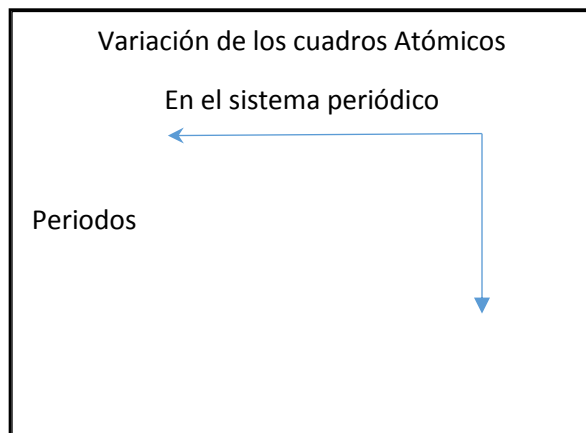 Variación de los cuadros Atómicos
En el sistema periódico
Periodos